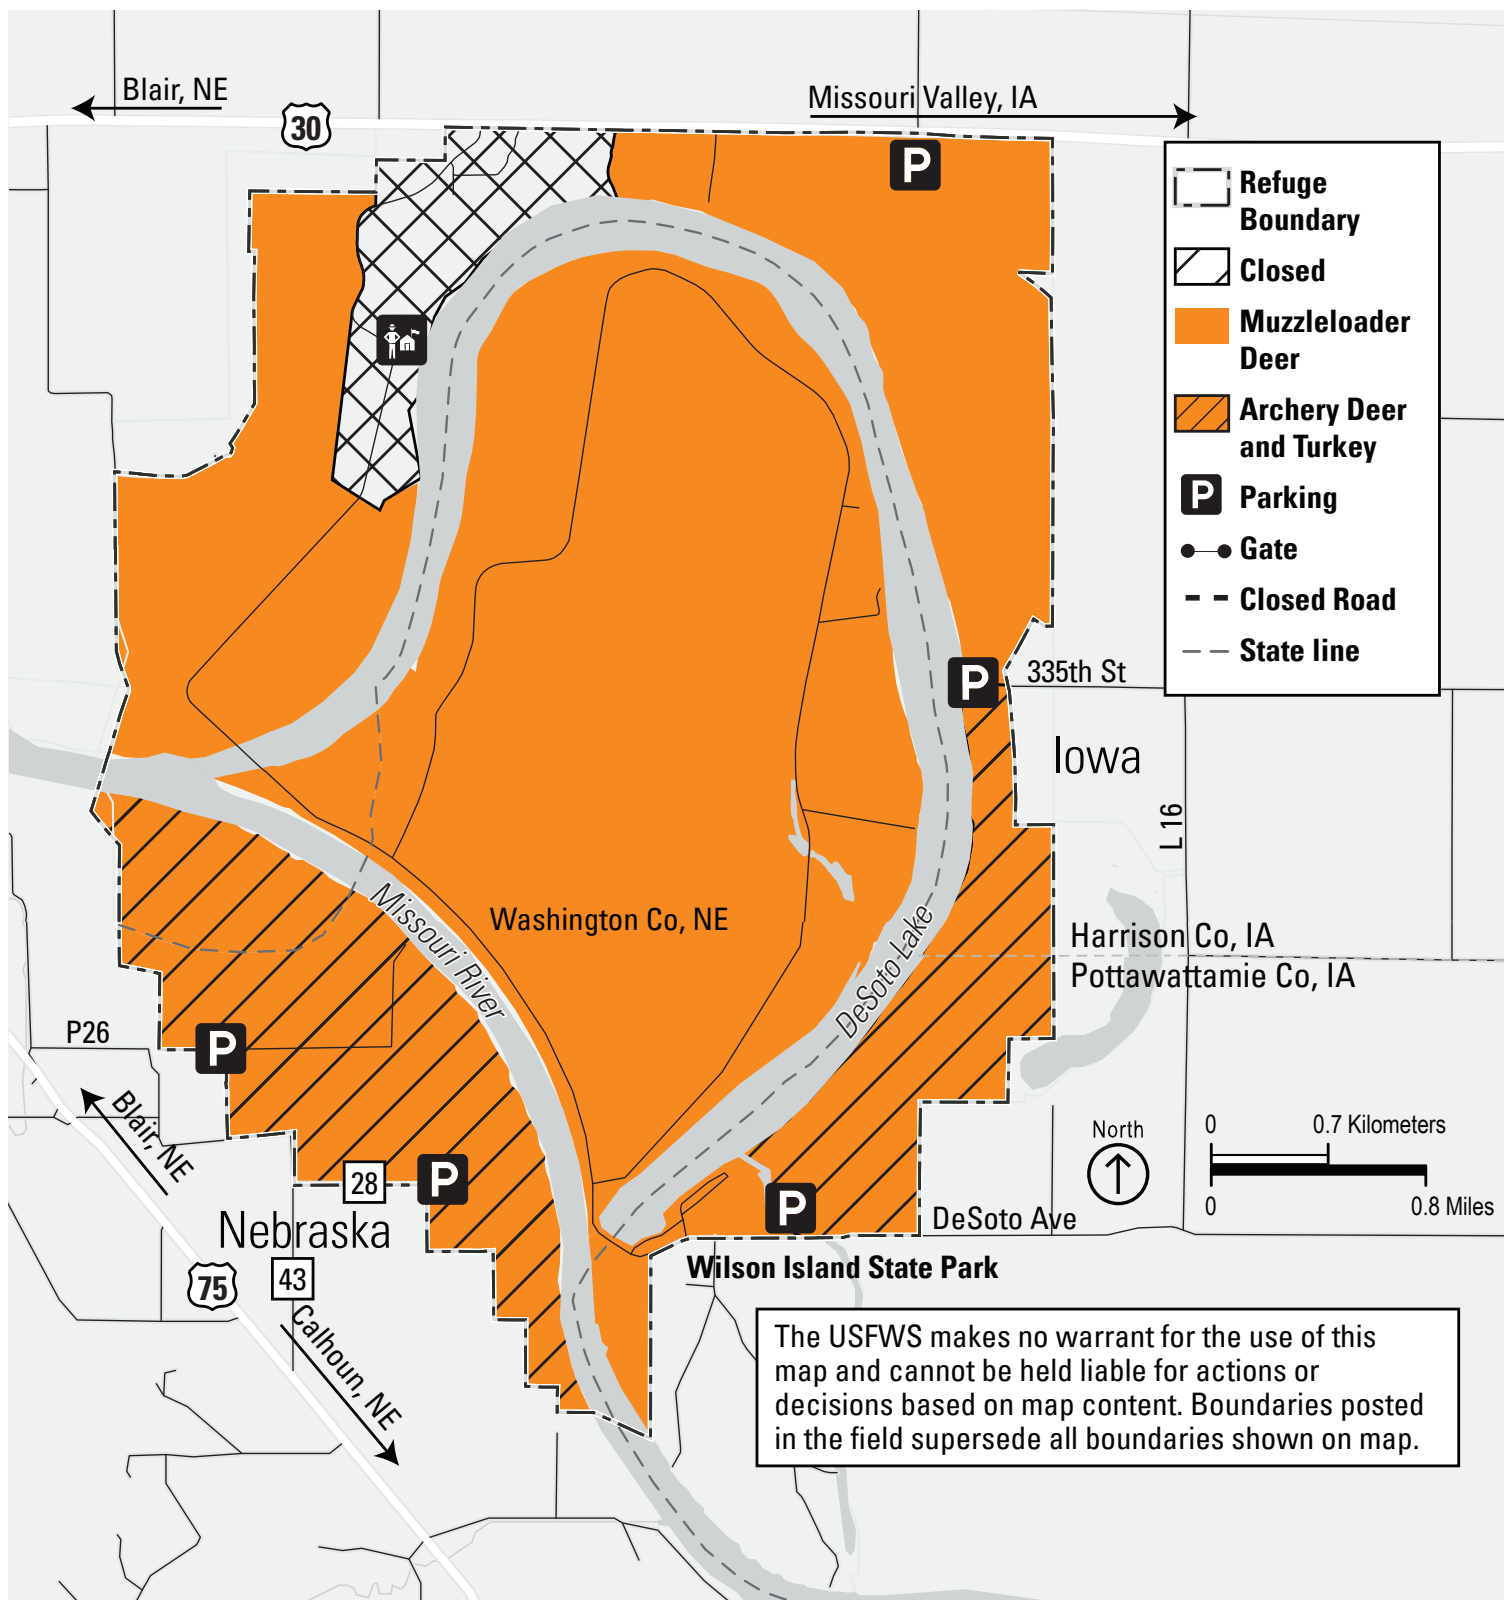 Blair, NE
30
Missouri Valley, IA
P
Refuge
Boundary
Closed
Muzzleloader
Deer
Archery Deer
and Turkey
P Parking
Gate
Closed Road
State line
P
335th St
Iowa
L 16
Missouri River
Washington Co, NE
DeSoto Lake
Harrison Co, IA
Pottawattamie Co, IA
P26
P
Blair, NE
28
P
P
Nebraska
75
43
Calhoun, NE
DeSoto Ave
Wilson Island State Park
North
0 0.7 Kilometers
0 0.8 Miles
The USFWS makes no warrant for the use of this
map and cannot be held liable for actions or
decisions based on map content. Boundaries posted
in the field supersede all boundaries shown on map.